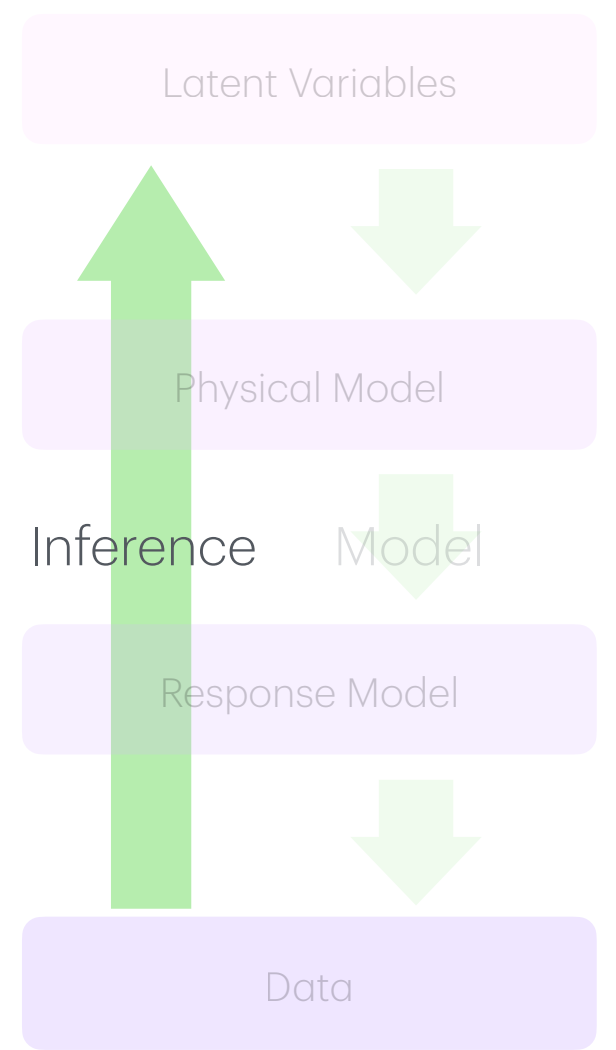 Latent Variables
Physical Model
Inference
Model
Response Model
Data